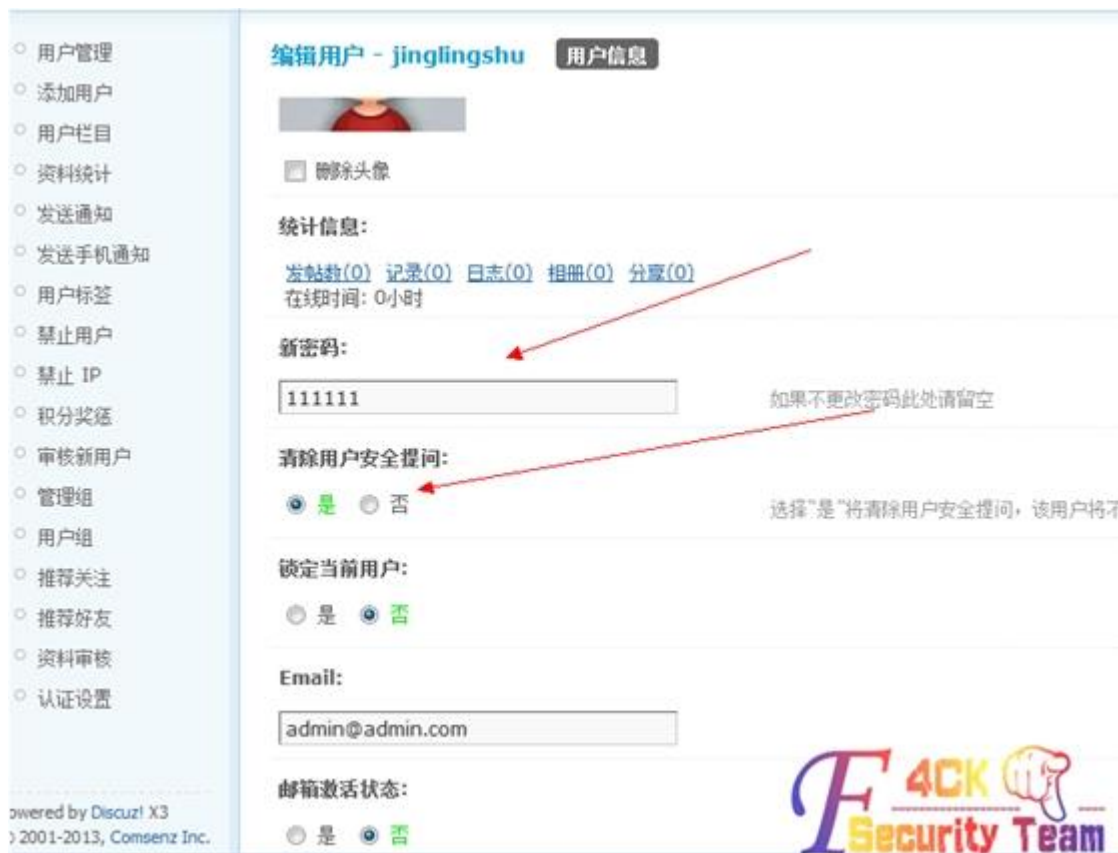 用户管理
添加用户
用户栏目
资料统计
发送通知
发送手机通知
用户标签
禁止用户
禁止 IP
积分奖惩
审核新用户
管理组
用户组
推荐关注
推荐好友
资料审核
认证设置
owered by Discuz! X3
2001-2013, Comsenz Inc.
编辑用户 - jinglingshu 用户信息
删除头像
统计信息:
发帖数(0) 记录(0) 日志(0) 相册(0) 分享(0)
在线时间: 0小时
新密码:
111111 如果不更改密码此处请留空
清除用户安全提问:
是 否 选择"是"将清除用户安全提问，该用户将不
锁定当前用户:
是 否
Email:
admin@admin.com
邮箱激活状态:
是 否
F4CK
Security Team